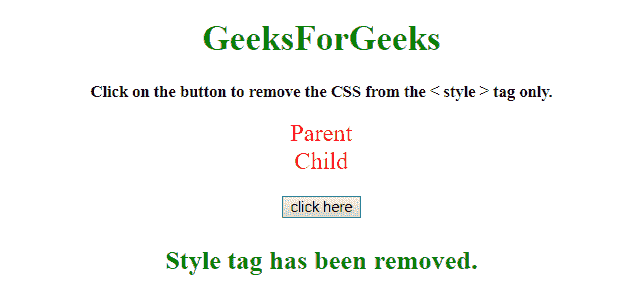 GeeksForGeeks
Click on the button to remove the CSS from the < style > tag only.
Parent
Child
click here
Style tag has been removed.